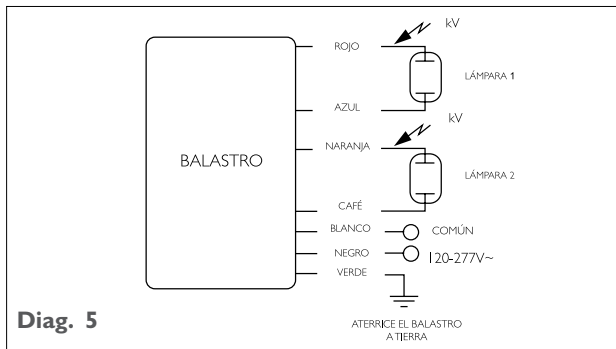 kV
ROJO
LÁMPARA 1
AZUL
kV
NARANJA
BALASTRO
LÁMPARA 2
CAFÉ
BLANCO
COMÚN
NEGRO
120-277V~
VERDE
Diag. 5
ATERRICE EL BALASTRO
A TIERRA